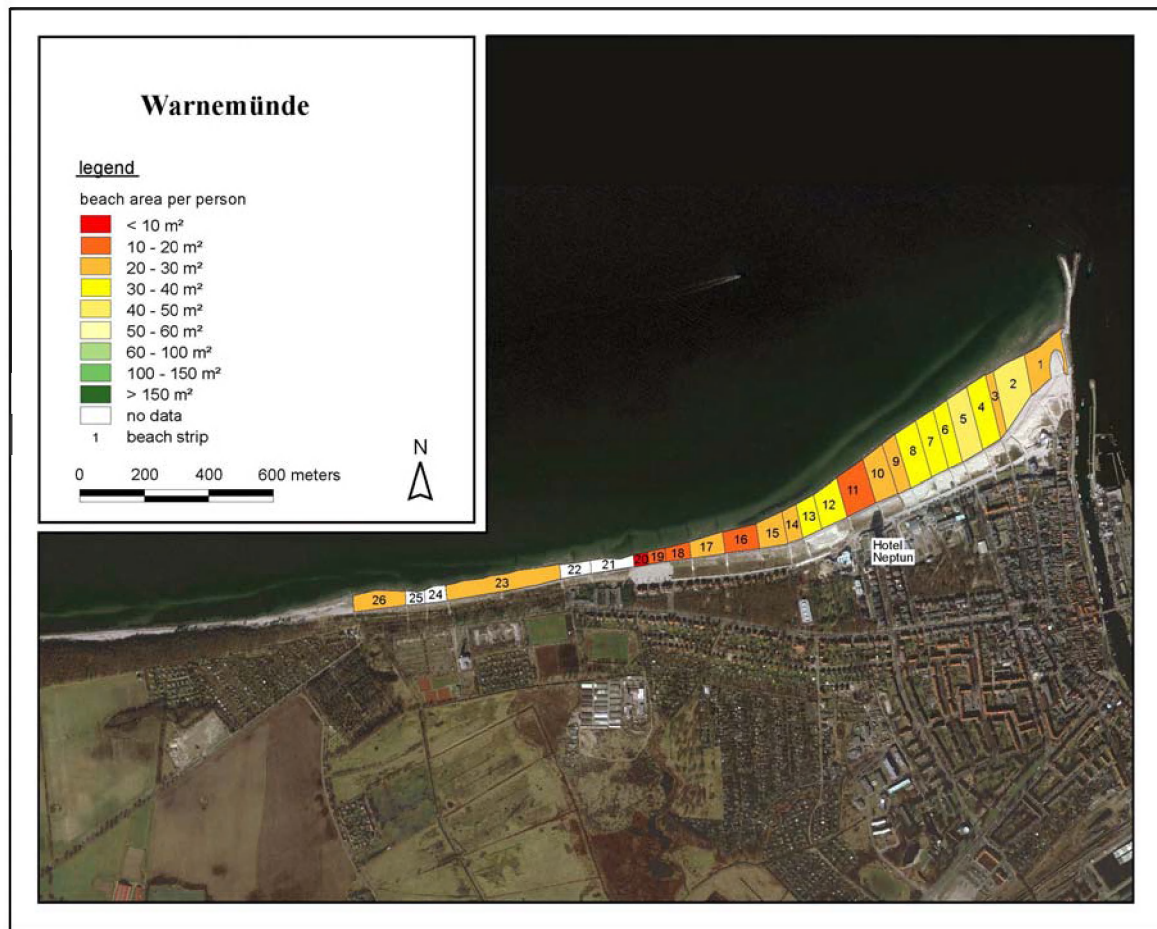 Warnemünde
legend
beach area per person
< 10 m²
10 - 20 m²
20 - 30 m²
30 - 40 m²
40 - 50 m²
50 - 60 m²
60 - 100 m²
100 - 150 m²
> 150 m²
no data
1 beach strip
N
0 200 400 600 meters
1
2
3
4
5
6
7
8
9
10
11
12
13
14
15
16
17
18
19
20
21
22
23
24
25
26
Hotel
Neptun